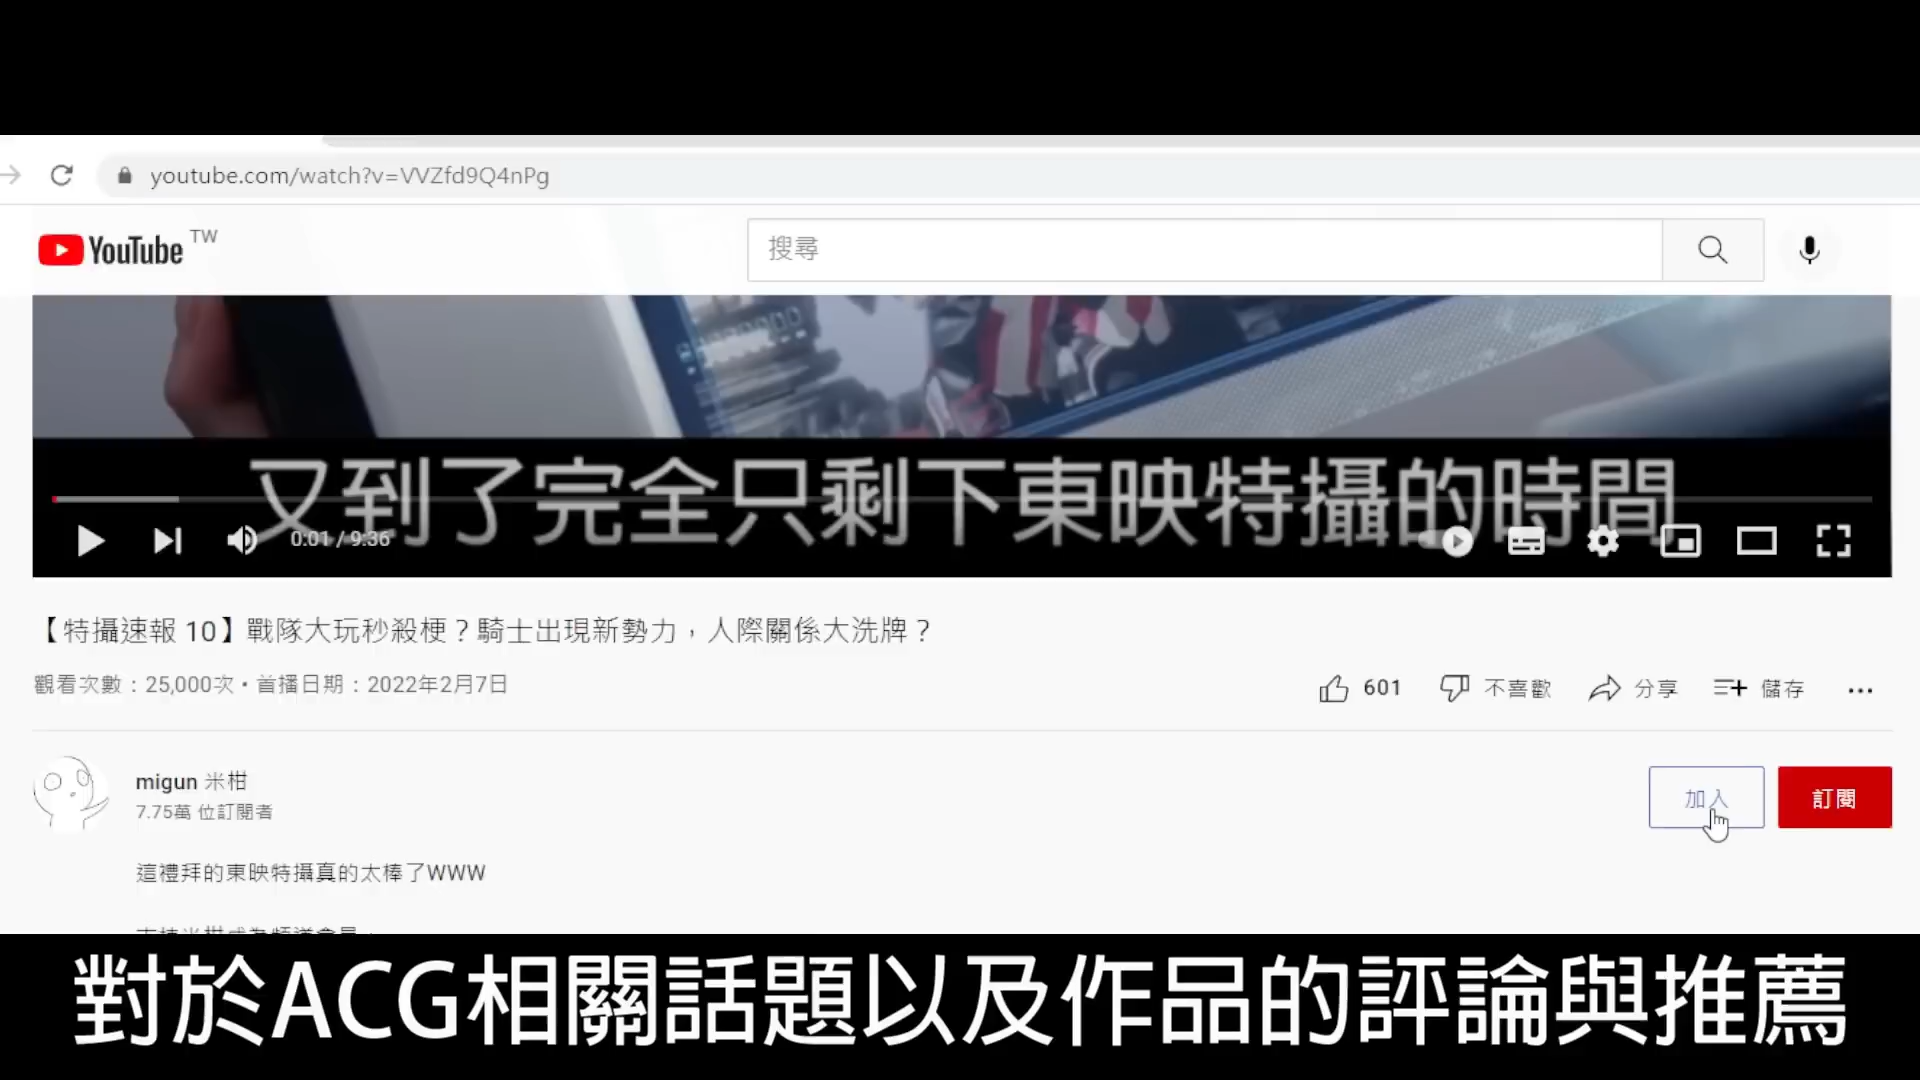 youtube.com/watch?v=VVZfd9Q4nPg
YouTube TW
搜尋
又到了完全只剩下東映特攝的時間
0:01 / 9:36
【特攝速報 10】戰隊大玩秒殺梗？騎士出現新勢力，人際關係大洗牌？
觀看次數：25,000次・首播日期：2022年2月7日
601 不喜歡 分享 儲存
migun 米柑
7.75萬 位訂閱者
加入 訂閱
這禮拜的東映特攝真的太棒了WWW
對於ACG相關話題以及作品的評論與推薦